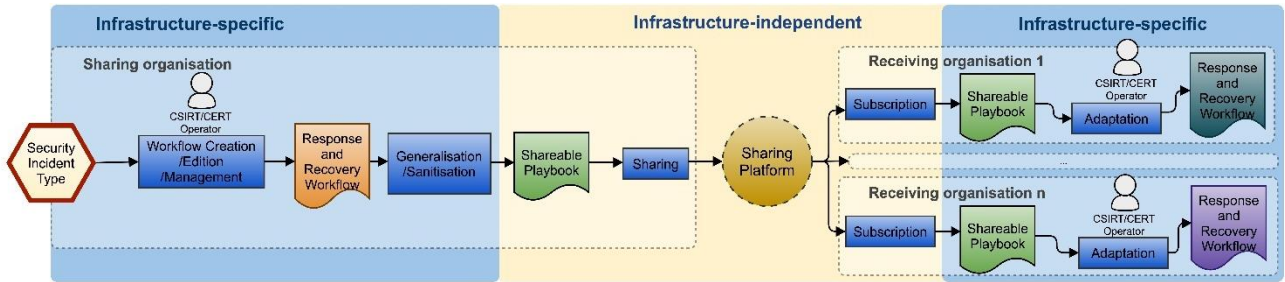 Infrastructure-specific
Infrastructure-independent
Infrastructure-specific
Sharing organisation
CSIRT/CERT
Operator
Security
Incident
Type
Workflow Creation
/Edition
/Management
Response
and
Recovery
Workflow
Generalisation
/Sanitisation
Shareable
Playbook
Sharing
Sharing
Platform
Receiving organisation 1
Subscription
Shareable
Playbook
CSIRT/CERT
Operator
Adaptation
Response
and
Recovery
Workflow
...
Receiving organisation n
Subscription
Shareable
Playbook
CSIRT/CERT
Operator
Adaptation
Response
and
Recovery
Workflow